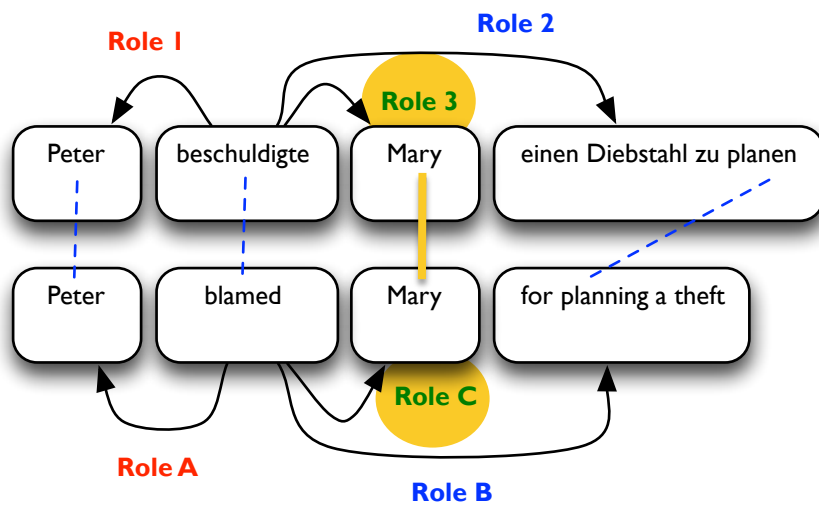 Role 1
Role 2
Role 3
Peter
beschuldigte
Mary
einen Diebstahl zu planen
Peter
blamed
Mary
for planning a theft
Role C
Role A
Role B